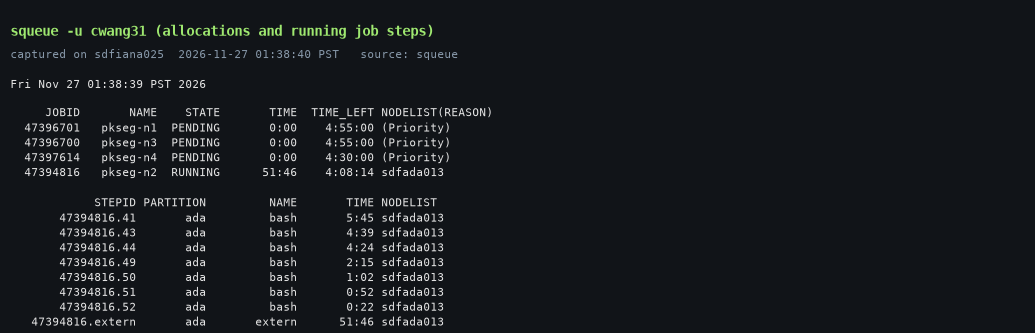 squeue -u cwang31 (allocations and running job steps)
captured on sdfiana025  2026-11-27 01:38:40 PST   source: squeue
Fri Nov 27 01:38:39 PST 2026
JOBID       NAME    STATE       TIME  TIME_LEFT NODELIST(REASON)
47396701   pkseg-n1  PENDING       0:00    4:55:00 (Priority)
47396700   pkseg-n3  PENDING       0:00    4:55:00 (Priority)
47397614   pkseg-n4  PENDING       0:00    4:30:00 (Priority)
47394816   pkseg-n2  RUNNING      51:46    4:08:14 sdfada013
STEPID PARTITION         NAME       TIME NODELIST
47394816.41       ada         bash       5:45 sdfada013
47394816.43       ada         bash       4:39 sdfada013
47394816.44       ada         bash       4:24 sdfada013
47394816.49       ada         bash       2:15 sdfada013
47394816.50       ada         bash       1:02 sdfada013
47394816.51       ada         bash       0:52 sdfada013
47394816.52       ada         bash       0:22 sdfada013
47394816.extern       ada       extern      51:46 sdfada013